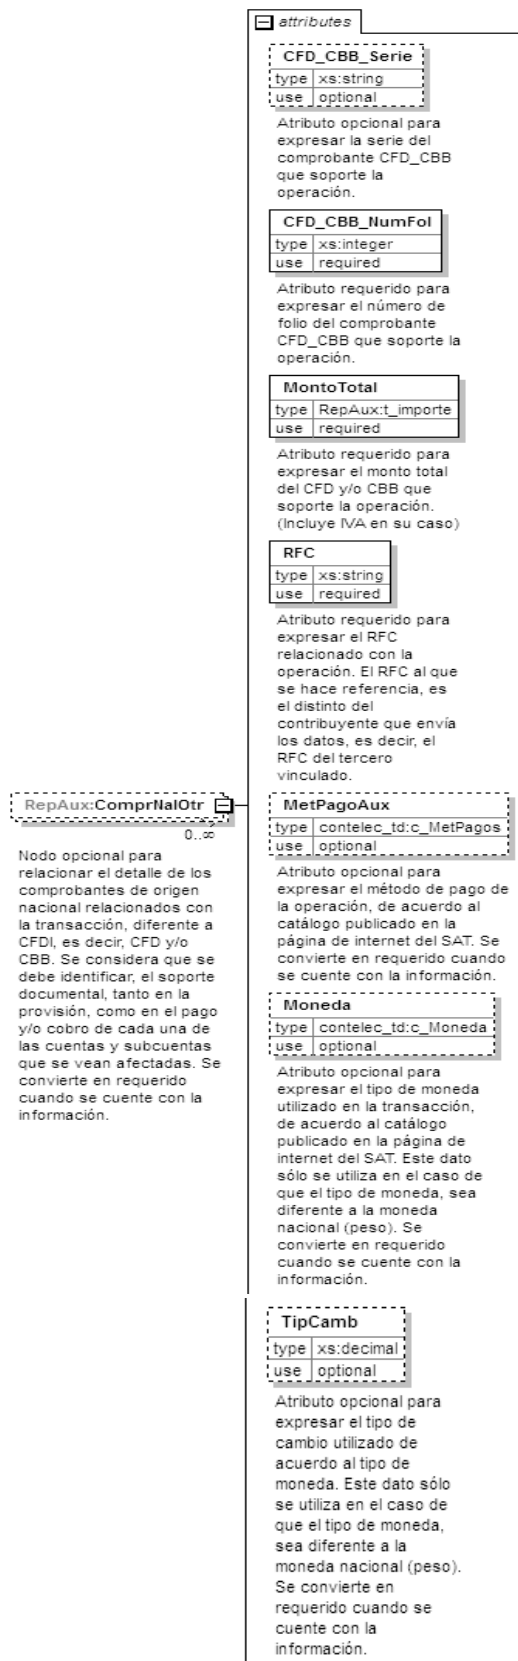 attributes
CFD_CBB_Serie
type xs:string
use optional
Atributo opcional para
expresar la serie del
comprobante CFD_CBB
que soporte la
operación.
CFD_CBB_NumFol
type xs:integer
use required
Atributo requerido para
expresar el número de
folio del comprobante
CFD_CBB que soporte la
operación.
MontoTotal
type RepAux:t_importe
use required
Atributo requerido para
expresar el monto total
del CFD y/o CBB que
soporte la operación.
(Incluye IVA en su caso)
RFC
type xs:string
use required
Atributo requerido para
expresar el RFC
relacionado con la
operación. El RFC al que
se hace referencia, es
el distinto del
contribuyente que envía
los datos, es decir, el
RFC del tercero
vinculado.
RepAux:ComprNalOtr
0..∞
Nodo opcional para
relacionar el detalle de los
comprobantes de origen
nacional relacionados con
la transacción, diferente a
CFDI, es decir, CFD y/o
CBB. Se considera que se
debe identificar, el soporte
documental, tanto en la
provisión, como en el pago
y/o cobro de cada una de
las cuentas y subcuentas
que se vean afectadas. Se
convierte en requerido
cuando se cuente con la
información.
MetPagoAux
type contelec_td:c_MetPagos
use optional
Atributo opcional para
expresar el método de pago de
la operación, de acuerdo al
catálogo publicado en la
página de internet del SAT. Se
convierte en requerido cuando
se cuente con la información.
Moneda
type contelec_td:c_Moneda
use optional
Atributo opcional para
expresar el tipo de moneda
utilizado en la transacción,
de acuerdo al catálogo
publicado en la página de
internet del SAT. Este dato
sólo se utiliza en el caso de
que el tipo de moneda, sea
diferente a la moneda
nacional (peso). Se
convierte en requerido
cuando se cuente con la
información.
TipCamb
type xs:decimal
use optional
Atributo opcional para
expresar el tipo de
cambio utilizado de
acuerdo al tipo de
moneda. Este dato sólo
se utiliza en el caso de
que el tipo de moneda,
sea diferente a la
moneda nacional (peso).
Se convierte en
requerido cuando se
cuente con la
información.